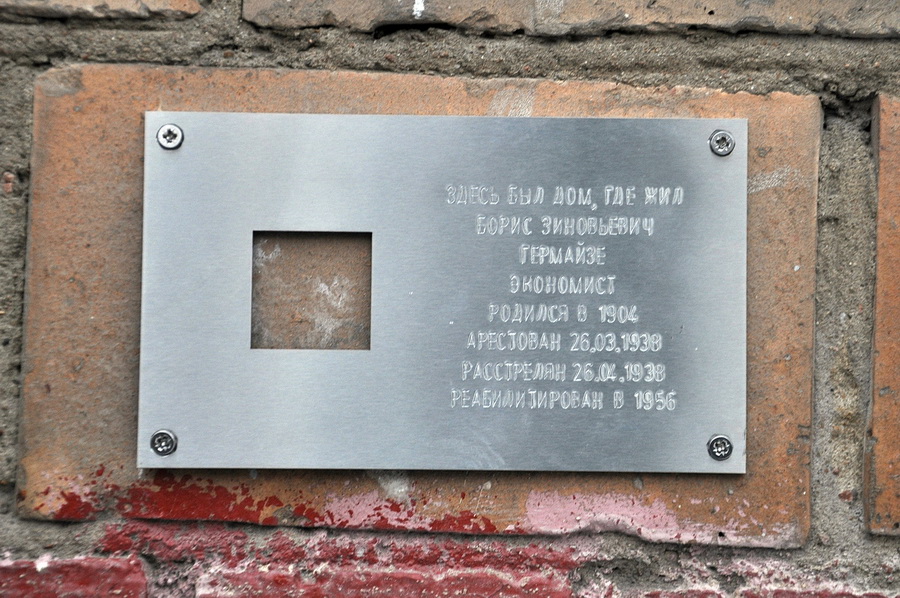 ЗДЕСЬ БЫЛ ДОМ, ГДЕ ЖИЛ
БОРИС ЗИНОВЬЕВИЧ
ГЕРМАЙЗЕ
ЭКОНОМИСТ
РОДИЛСЯ В 1904
АРЕСТОВАН 26.03.1938
РАССТРЕЛЯН 26.04.1938
РЕАБИЛИТИРОВАН В 1956